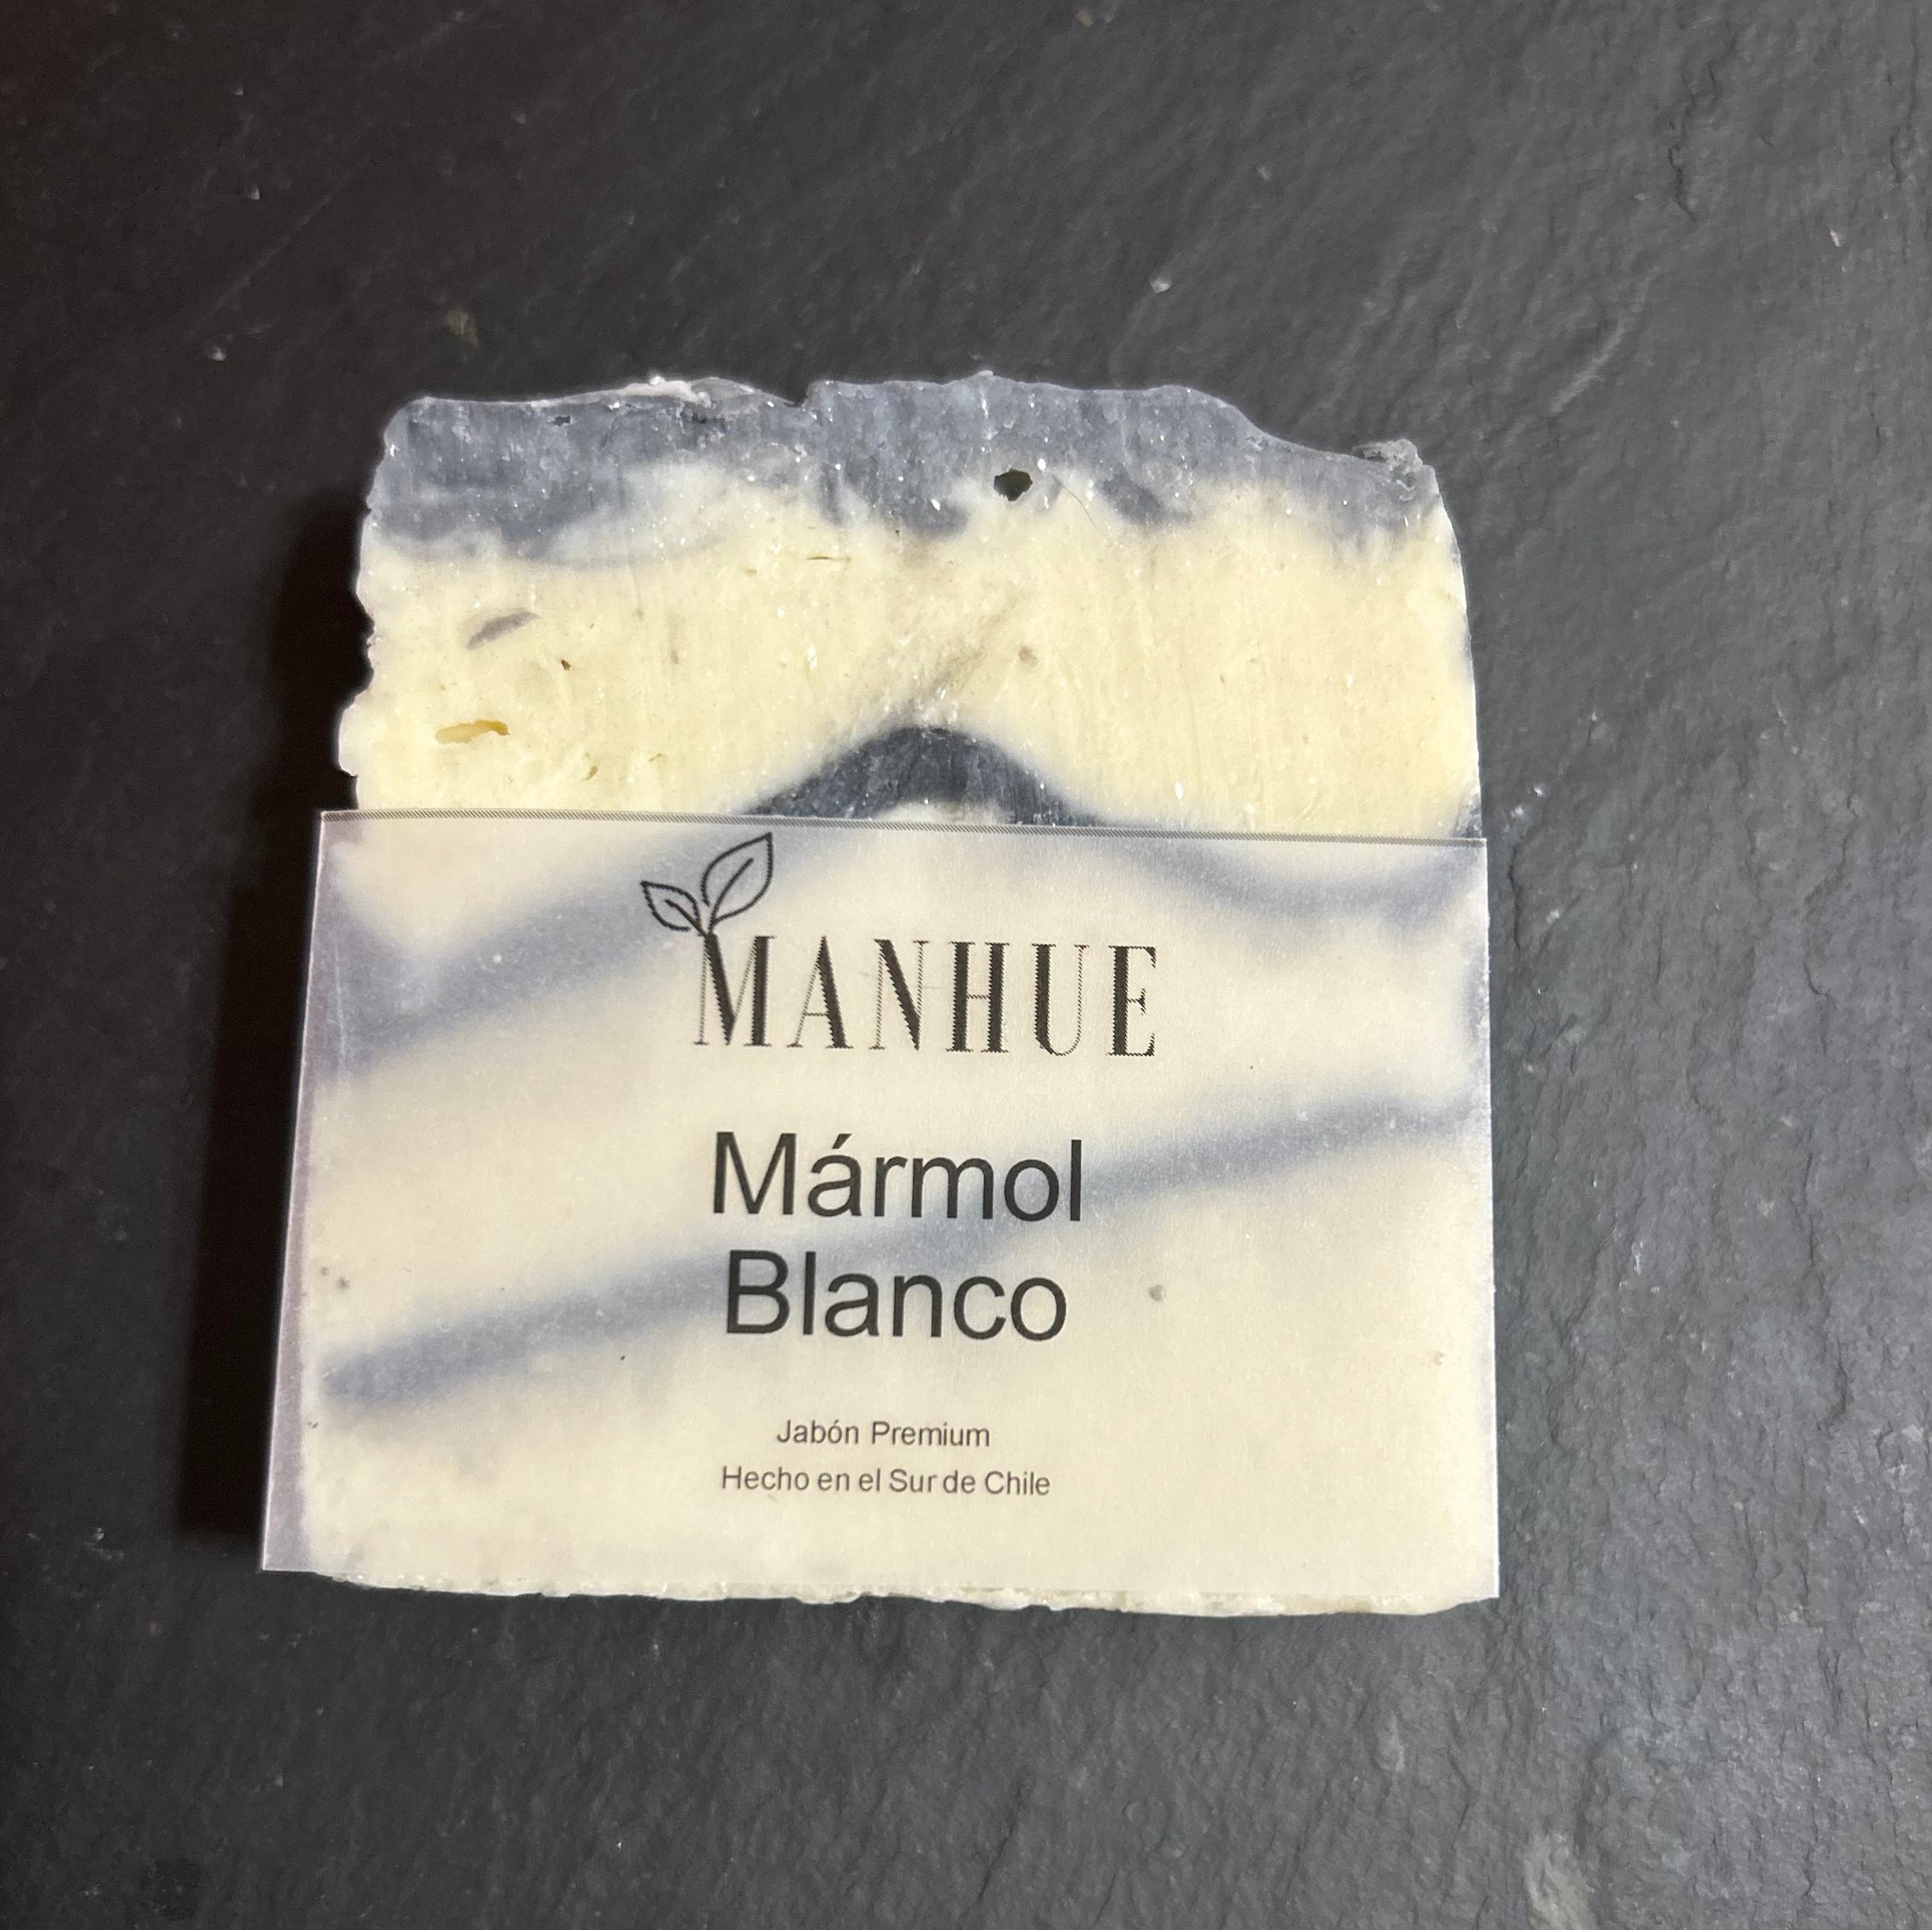 MANHUE
Mármol
Blanco
Jabón Premium
Hecho en el Sur de Chile